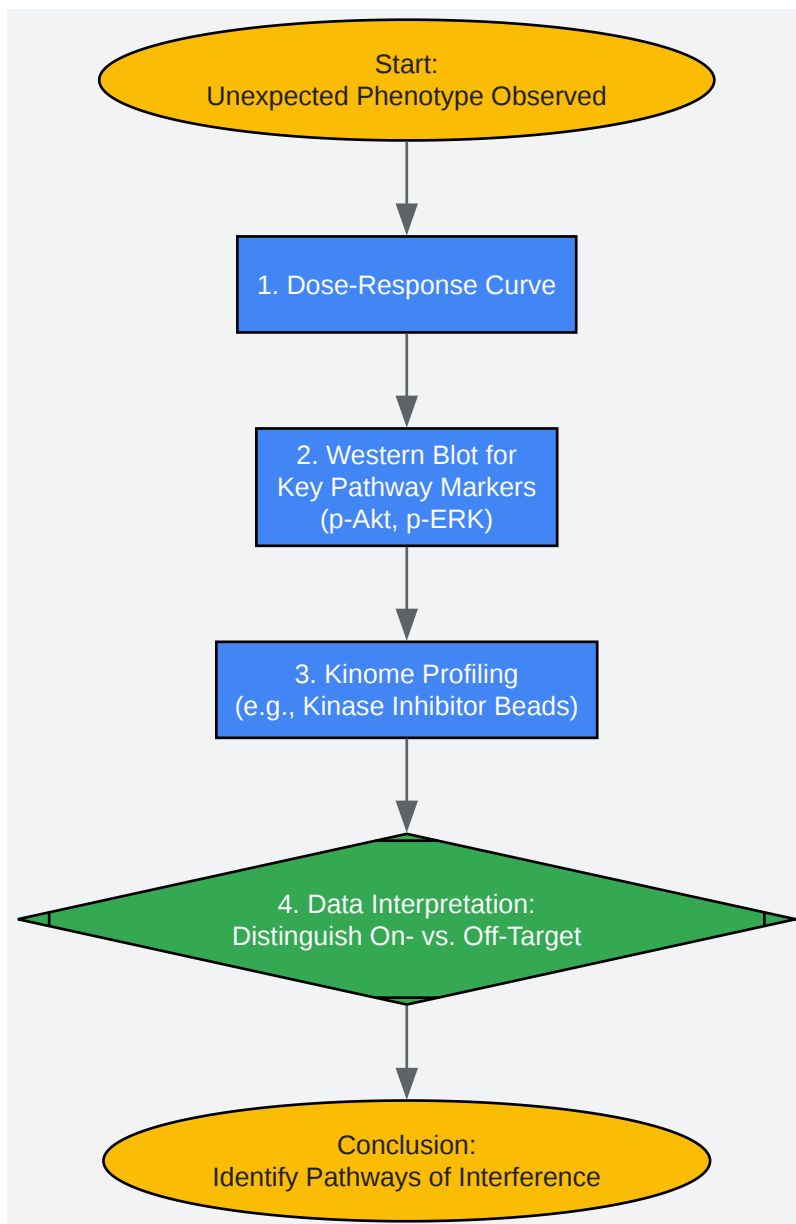 Start:
Unexpected Phenotype Observed
1. Dose-Response Curve
2. Western Blot for
Key Pathway Markers
(p-Akt, p-ERK)
3. Kinome Profiling
(e.g., Kinase Inhibitor Beads)
4. Data Interpretation:
Distinguish On- vs. Off-Target
Conclusion:
Identify Pathways of Interference